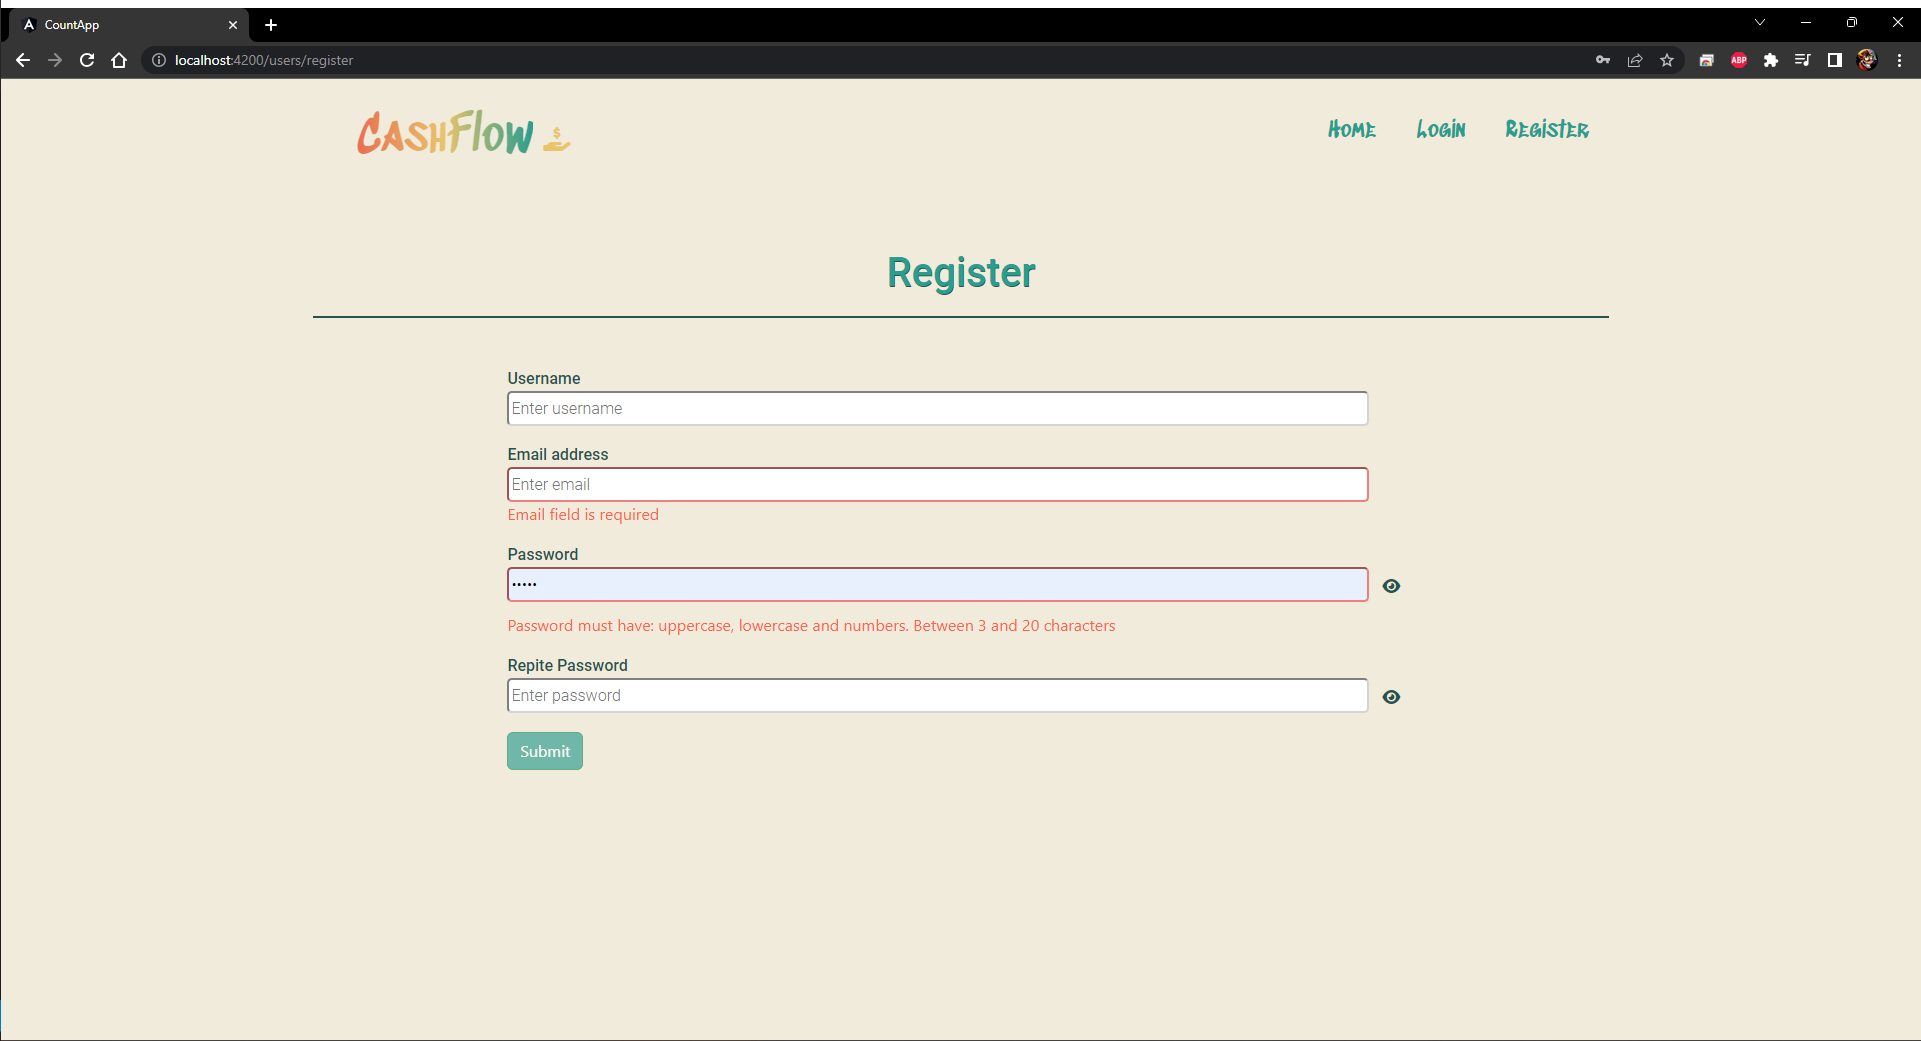 CountApp
localhost:4200/users/register
ABP
CashFlow $
Home Login Register
Register
Username
Enter username
Email address
Enter email
Email field is required
Password
•••••
Password must have: uppercase, lowercase and numbers. Between 3 and 20 characters
Repite Password
Enter password
Submit